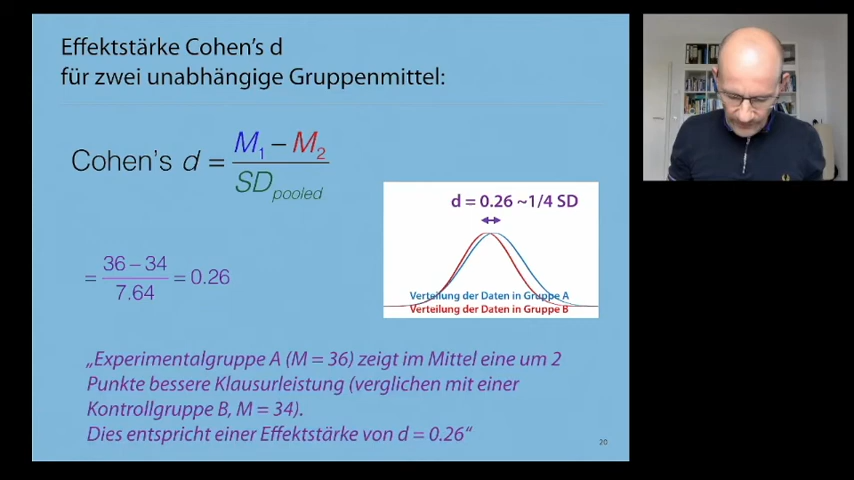 Effektstärke Cohen's d
für zwei unabhängige Gruppenmittel:
Cohen's d = M1 − M2 / SDpooled
= 36 − 34 / 7.64 = 0.26
d = 0.26 ~1/4 SD
Verteilung der Daten in Gruppe A
Verteilung der Daten in Gruppe B
„Experimentalgruppe A (M = 36) zeigt im Mittel eine um 2
Punkte bessere Klausurleistung (verglichen mit einer
Kontrollgruppe B, M = 34).
Dies entspricht einer Effektstärke von d = 0.26“
20